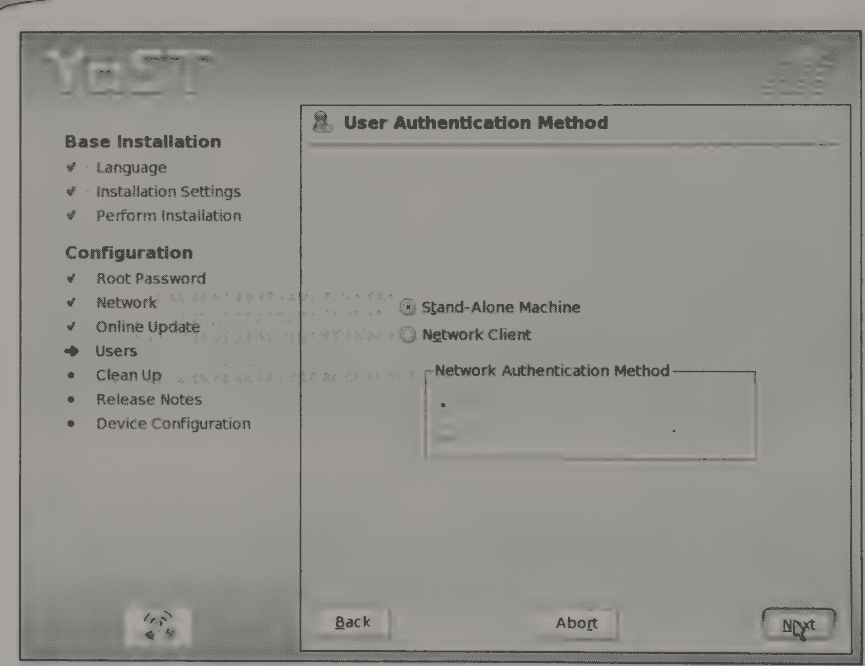 YaST
Base Installation
Language
Installation Settings
Perform Installation
Configuration
Root Password
Network
Online Update
Users
Clean Up
Release Notes
Device Configuration
User Authentication Method
Stand-Alone Machine
Network Client
Network Authentication Method
Back
Abort
Next